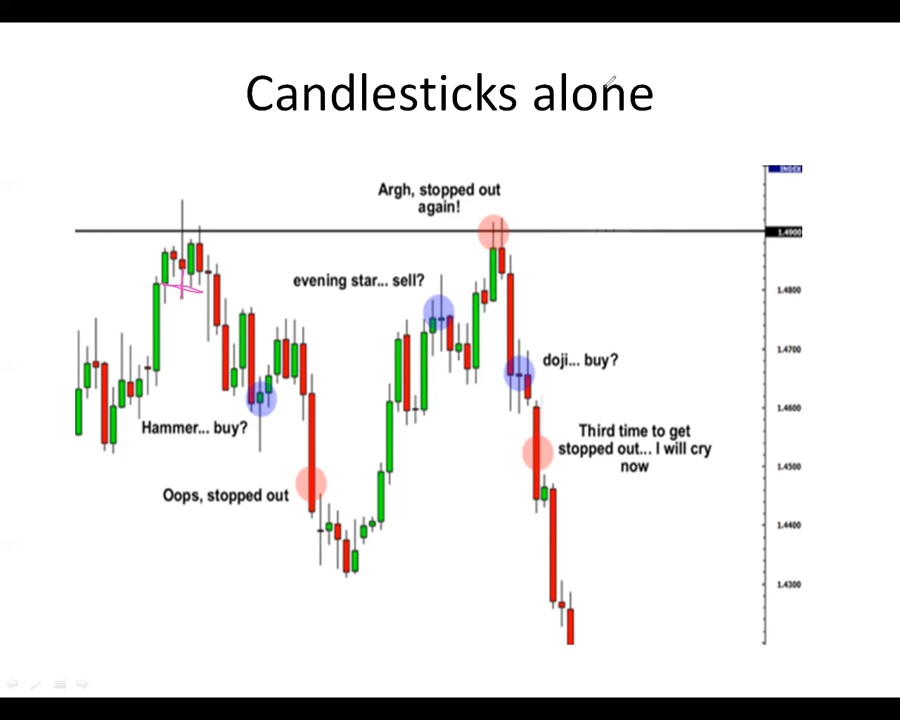 Candlesticks alone
Argh, stopped out
again!
INDEX
1.4900
evening star... sell?
1.4800
1.4700
doji... buy?
1.4600
Hammer... buy?
Third time to get
stopped out... I will cry
now
1.4500
Oops, stopped out
1.4400
1.4300